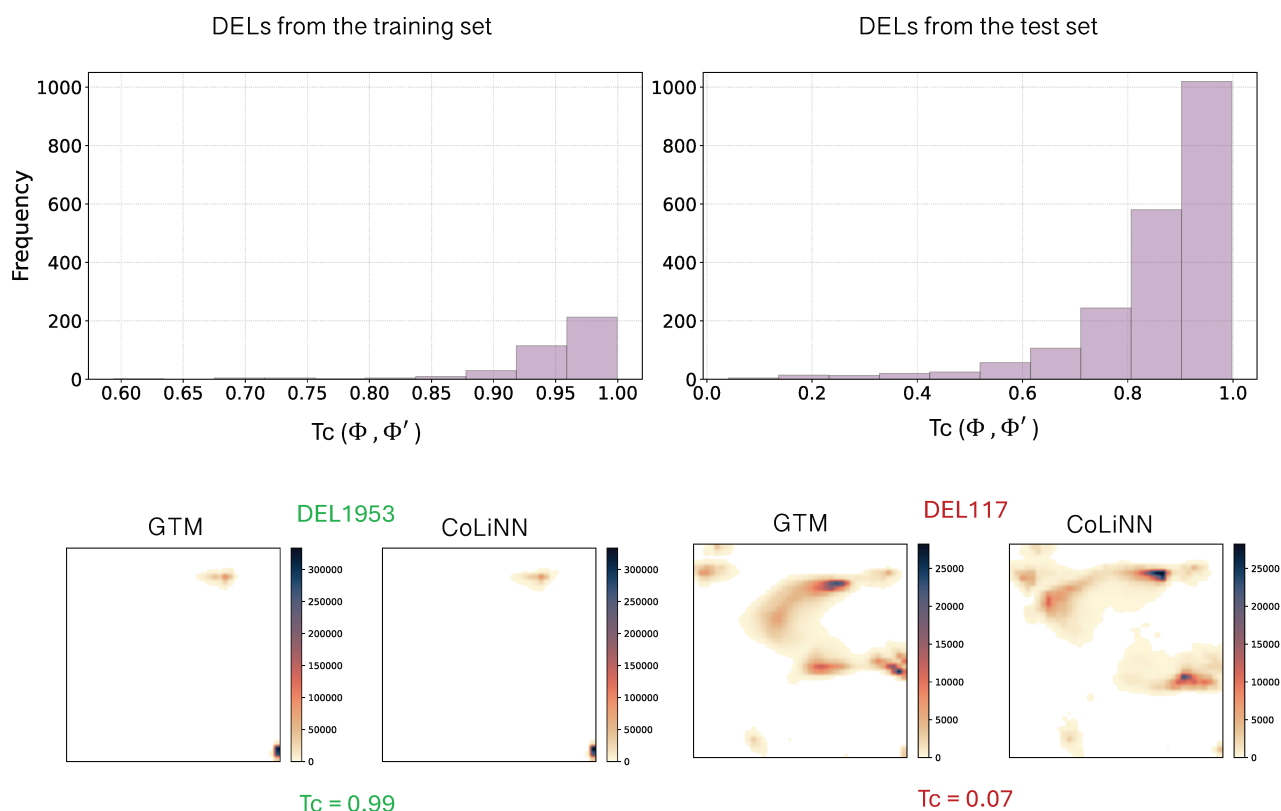 DELs from the training set
DELs from the test set
Frequency
1000
800
600
400
200
0
0.60 0.65 0.70 0.75 0.80 0.85 0.90 0.95 1.00
Tc (Φ , Φ′ )
1000
800
600
400
200
0
0.0 0.2 0.4 0.6 0.8 1.0
Tc (Φ , Φ′ )
DEL1953
GTM
CoLiNN
300000
250000
200000
150000
100000
50000
0
300000
250000
200000
150000
100000
50000
0
Tc = 0.99
DEL117
GTM
CoLiNN
25000
20000
15000
10000
5000
0
25000
20000
15000
10000
5000
0
Tc = 0.07